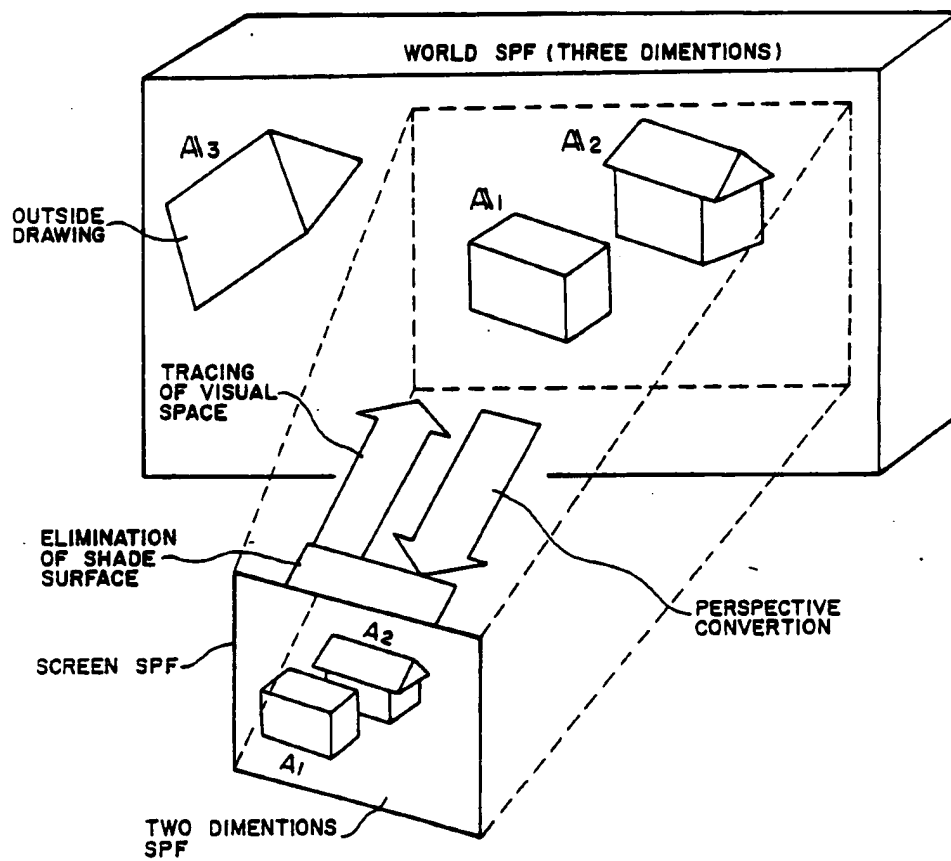 WORLD SPF (THREE DIMENTIONS)
A3
A2
A1
OUTSIDE
DRAWING
TRACING
OF VISUAL
SPACE
ELIMINATION
OF SHADE
SURFACE
PERSPECTIVE
CONVERTION
SCREEN SPF
A2
A1
TWO DIMENTIONS
SPF